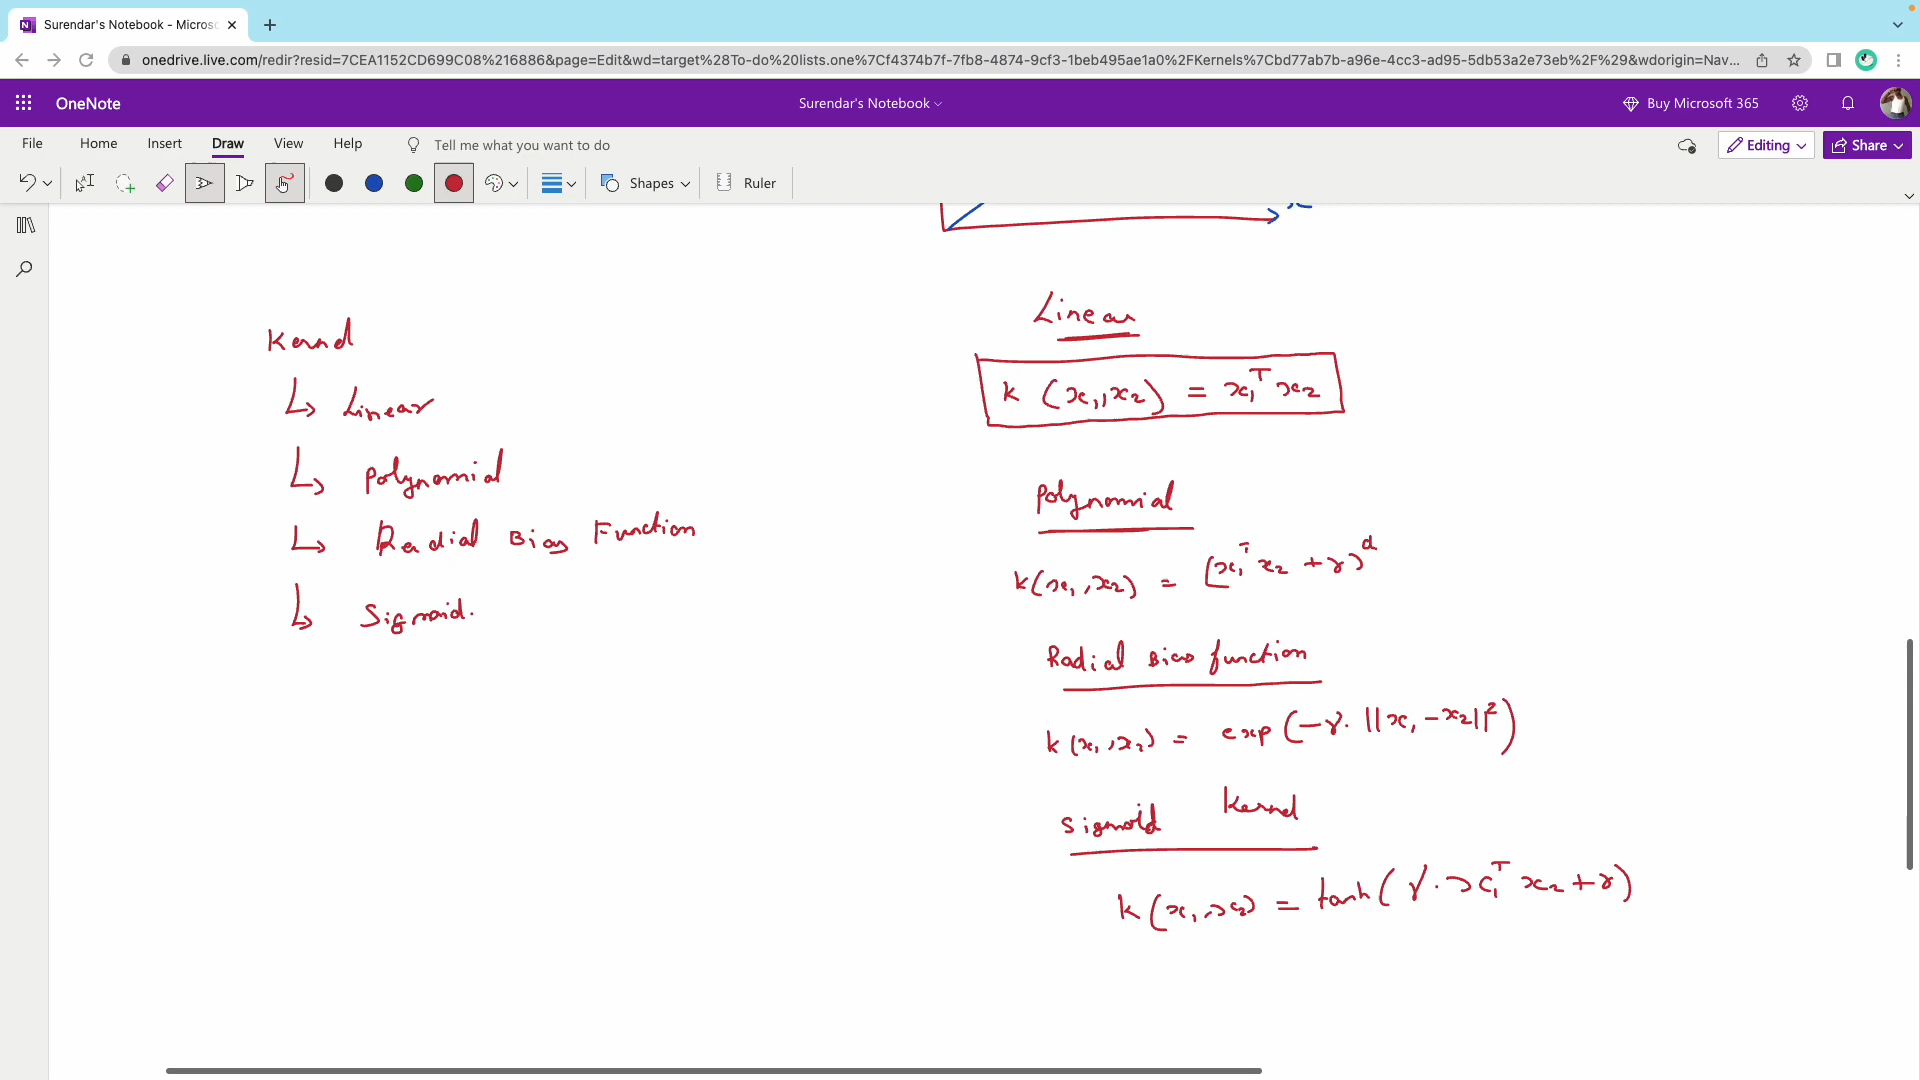 Surendar's Notebook - Micros
onedrive.live.com/redir?resid=7CEA1152CD699C08%216886&page=Edit&wd=target%28To-do%20lists.one%7Cf4374b7f-7fb8-4874-9cf3-1beb495ae1a0%2FKernels%7Cbd77ab7b-a96e-4cc3-ad95-5db53a2e73eb%2F%29&wdorigin=Nav...
OneNote
Surendar's Notebook
Buy Microsoft 365
File Home Insert Draw View Help Tell me what you want to do
Editing Share
Shapes Ruler
x
Kernel
Linear
Polynomial
Radial Bias Function
Sigmoid.
Linear
k (x₁,x₂) = x₁ᵀ x₂
Polynomial
k(x₁,x₂) = (x₁ᵀ x₂ + γ)ᵈ
Radial Bias function
k(x₁,x₂) = exp(-γ. ||x₁-x₂||²)
Sigmoid Kernel
k(x₁,x₂) = tanh(γ.x₁ᵀ x₂+r)